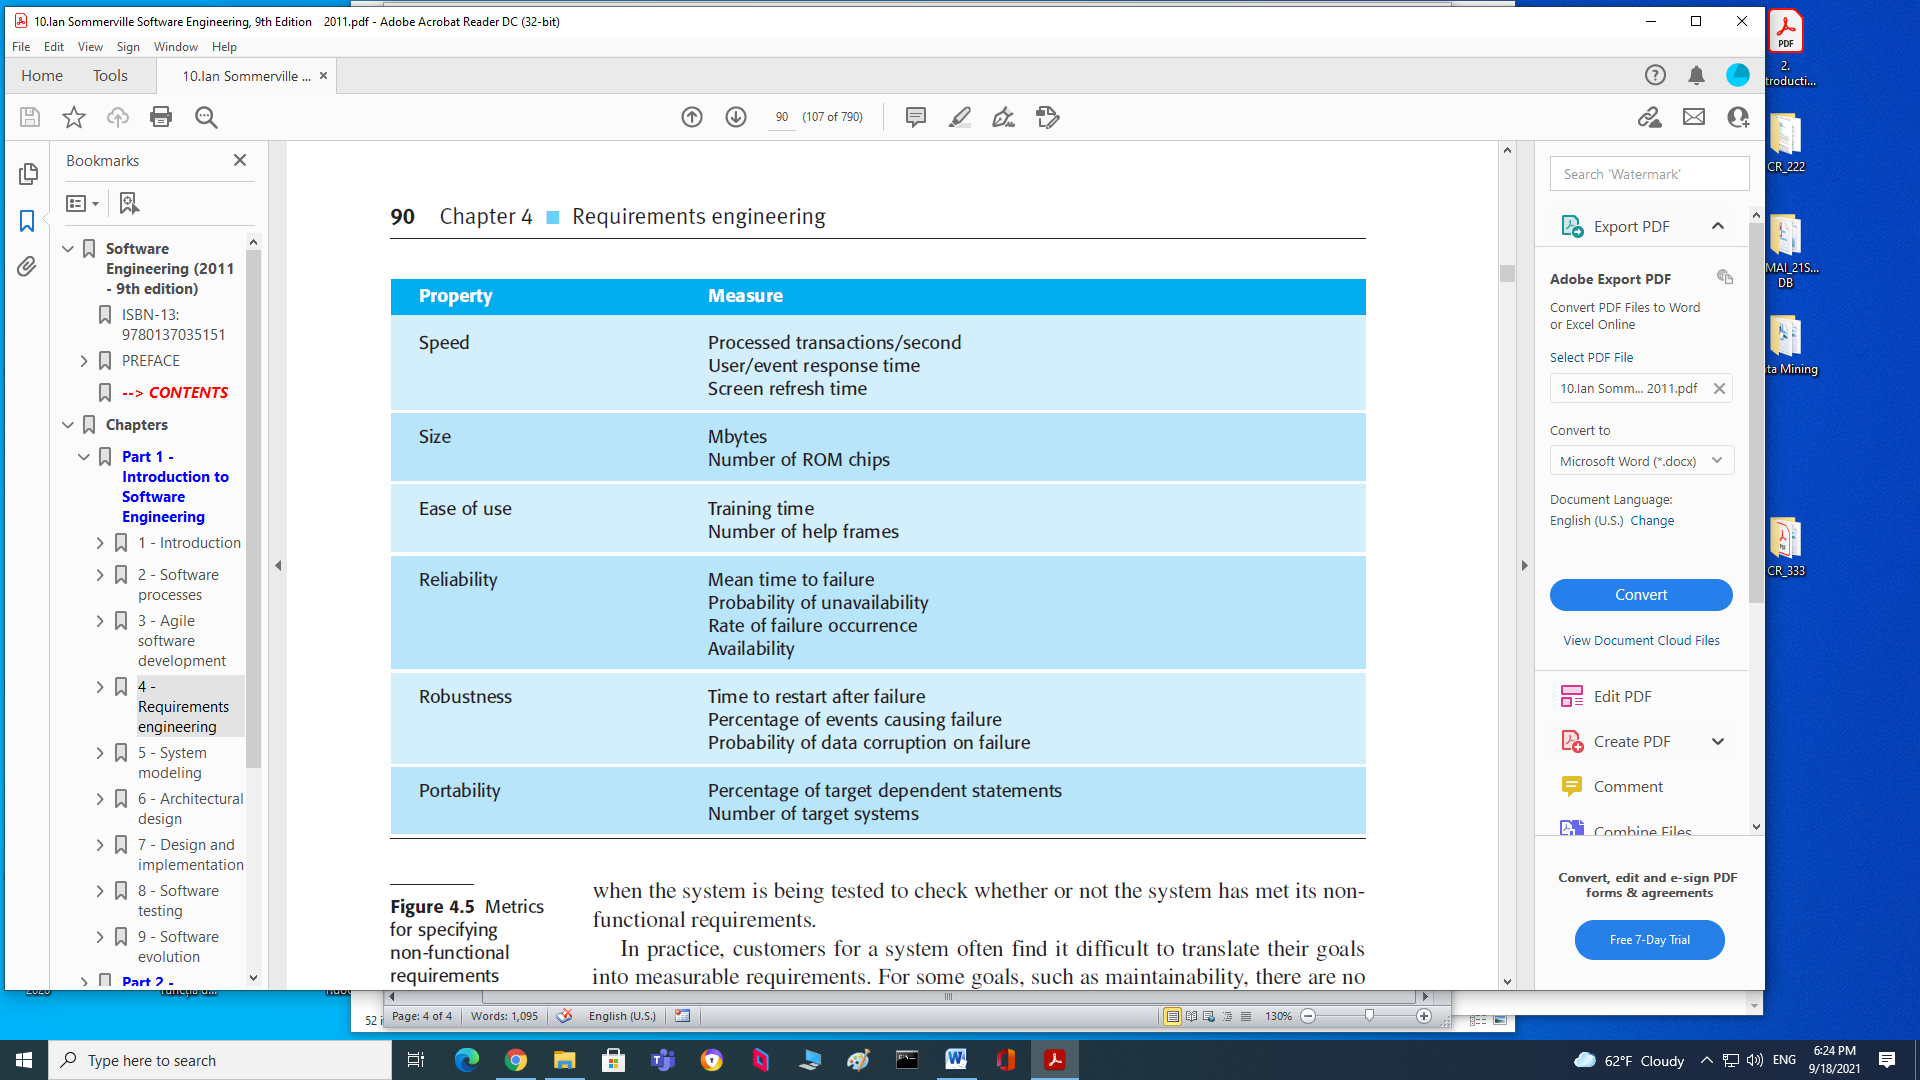 10.Ian Sommerville Software Engineering, 9th Edition    2011.pdf - Adobe Acrobat Reader DC (32-bit)
File Edit View Sign Window Help
Home Tools 10.Ian Sommerville ...
90 (107 of 790)
Bookmarks
Software
Engineering (2011
- 9th edition)
ISBN-13:
9780137035151
PREFACE
--> CONTENTS
Chapters
Part 1 -
Introduction to
Software
Engineering
1 - Introduction
2 - Software
processes
3 - Agile
software
development
4 -
Requirements
engineering
5 - System
modeling
6 - Architectural
design
7 - Design and
implementation
8 - Software
testing
9 - Software
evolution
Part 2 -
90 Chapter 4 Requirements engineering
Property Measure
Speed Processed transactions/second
User/event response time
Screen refresh time
Size Mbytes
Number of ROM chips
Ease of use Training time
Number of help frames
Reliability Mean time to failure
Probability of unavailability
Rate of failure occurrence
Availability
Robustness Time to restart after failure
Percentage of events causing failure
Probability of data corruption on failure
Portability Percentage of target dependent statements
Number of target systems
Figure 4.5 Metrics
for specifying
non-functional
requirements
when the system is being tested to check whether or not the system has met its non-
functional requirements.
In practice, customers for a system often find it difficult to translate their goals
into measurable requirements. For some goals, such as maintainability, there are no
Search 'Watermark'
Export PDF
Adobe Export PDF
Convert PDF Files to Word
or Excel Online
Select PDF File
10.Ian Somm... 2011.pdf
Convert to
Microsoft Word (*.docx)
Document Language:
English (U.S.) Change
Convert
View Document Cloud Files
Edit PDF
Create PDF
Comment
Combine Files
Convert, edit and e-sign PDF
forms & agreements
Free 7-Day Trial
PDF
2.
troducti...
CR_222
MAI_21S...
DB
ta Mining
CR_333
52 i
Page: 4 of 4 Words: 1,095 English (U.S.) 130%
Type here to search
62°F Cloudy ENG
6:24 PM
9/18/2021